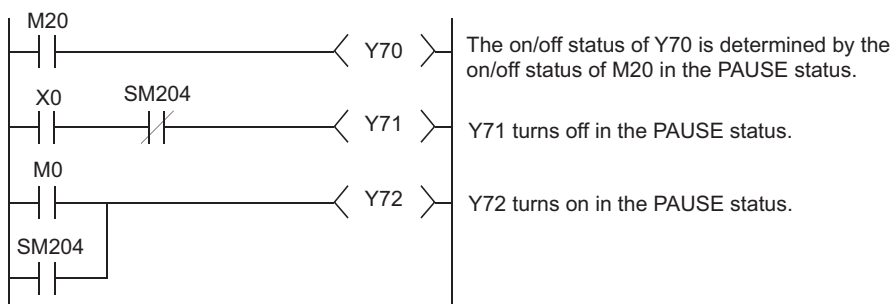 M20
Y70
The on/off status of Y70 is determined by the
on/off status of M20 in the PAUSE status.
X0 SM204
Y71
Y71 turns off in the PAUSE status.
M0
Y72
Y72 turns on in the PAUSE status.
SM204